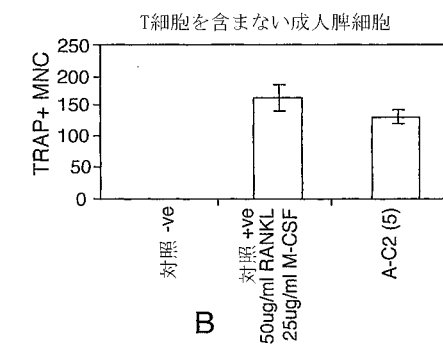 T細胞を含まない成人脾細胞
TRAP+ MNC
250
200
150
100
50
0
対照 -ve
対照 +ve
50ug/ml RANKL
25ug/ml M-CSF
A-C2 (5)
B